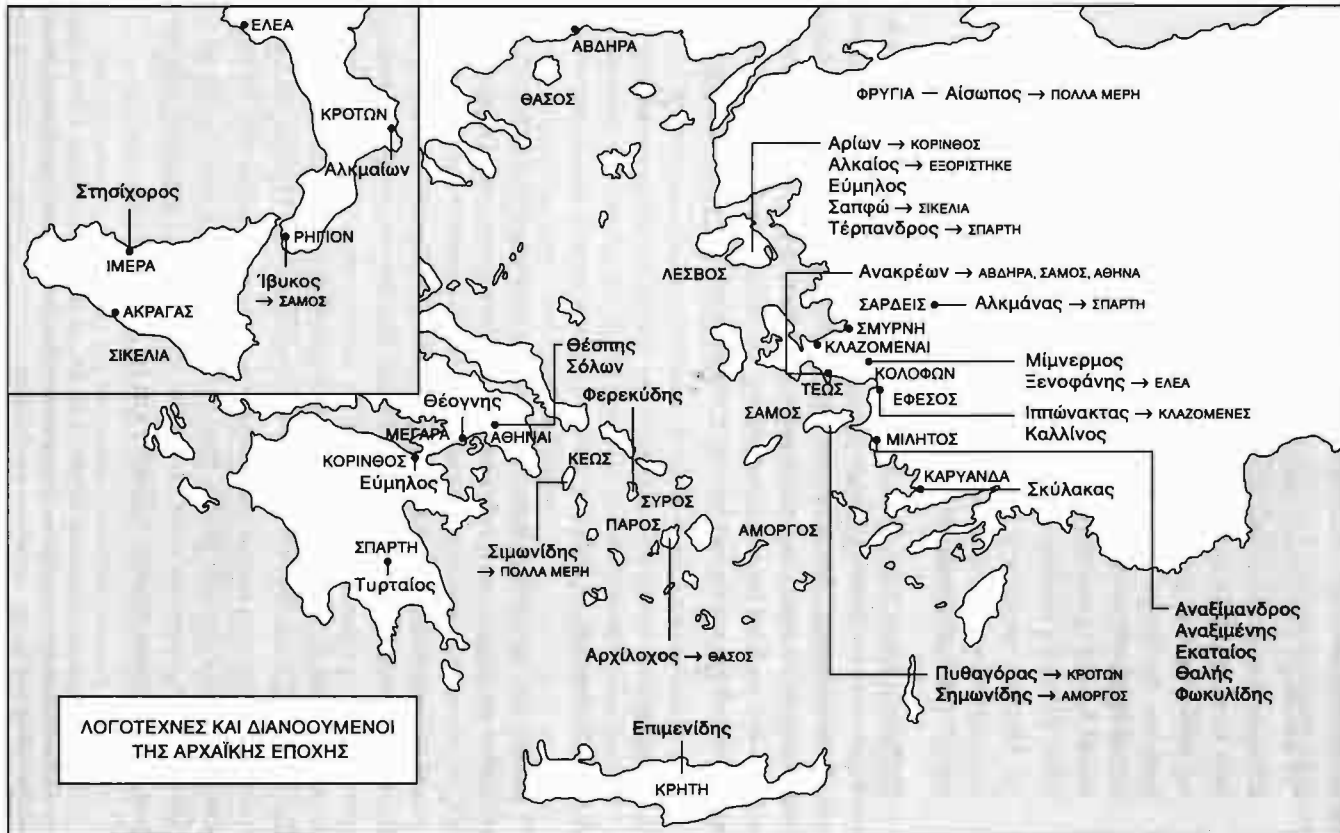 ΕΛΕΑ
ΚΡΟΤΩΝ
Αλκμαίων
Στησίχορος
ΡΗΓΙΟΝ
ΙΜΕΡΑ
Ίβυκος
→ ΣΑΜΟΣ
ΑΚΡΑΓΑΣ
ΣΙΚΕΛΙΑ
ΑΒΔΗΡΑ
ΘΑΣΟΣ
ΦΡΥΓΙΑ — Αίσωπος → ΠΟΛΛΑ ΜΕΡΗ
Αρίων → ΚΟΡΙΝΘΟΣ
Αλκαίος → ΕΞΟΡΙΣΤΗΚΕ
Εύμηλος
Σαπφώ → ΣΙΚΕΛΙΑ
Τέρπανδρος → ΣΠΑΡΤΗ
ΛΕΣΒΟΣ
Ανακρέων → ΑΒΔΗΡΑ, ΣΑΜΟΣ, ΑΘΗΝΑ
ΣΑΡΔΕΙΣ
Αλκμάνας → ΣΠΑΡΤΗ
ΣΜΥΡΝΗ
ΚΛΑΖΟΜΕΝΑΙ
Θέσπης
Σόλων
Μίμνερμος
Ξενοφάνης → ΕΛΕΑ
ΚΟΛΟΦΩΝ
ΤΕΩΣ
ΕΦΕΣΟΣ
Φερεκύδης
Θέογνης
ΣΑΜΟΣ
Ιππώνακτας → ΚΛΑΖΟΜΕΝΕΣ
Καλλίνος
ΜΕΓΑΡΑ
ΑΘΗΝΑΙ
ΜΙΛΗΤΟΣ
ΚΟΡΙΝΘΟΣ
Εύμηλος
ΚΕΩΣ
ΚΑΡΥΑΝΔΑ
Σκύλακας
ΣΥΡΟΣ
ΠΑΡΟΣ
ΑΜΟΡΓΟΣ
ΣΠΑΡΤΗ
Τυρταίος
Σιμωνίδης
→ ΠΟΛΛΑ ΜΕΡΗ
Αναξίμανδρος
Αναξιμένης
Εκαταίος
Θαλής
Φωκυλίδης
Αρχίλοχος → ΘΑΣΟΣ
Πυθαγόρας → ΚΡΟΤΩΝ
Σημωνίδης → ΑΜΟΡΓΟΣ
ΛΟΓΟΤΕΧΝΕΣ ΚΑΙ ΔΙΑΝΟΟΥΜΕΝΟΙ
ΤΗΣ ΑΡΧΑΪΚΗΣ ΕΠΟΧΗΣ
Επιμενίδης
ΚΡΗΤΗ